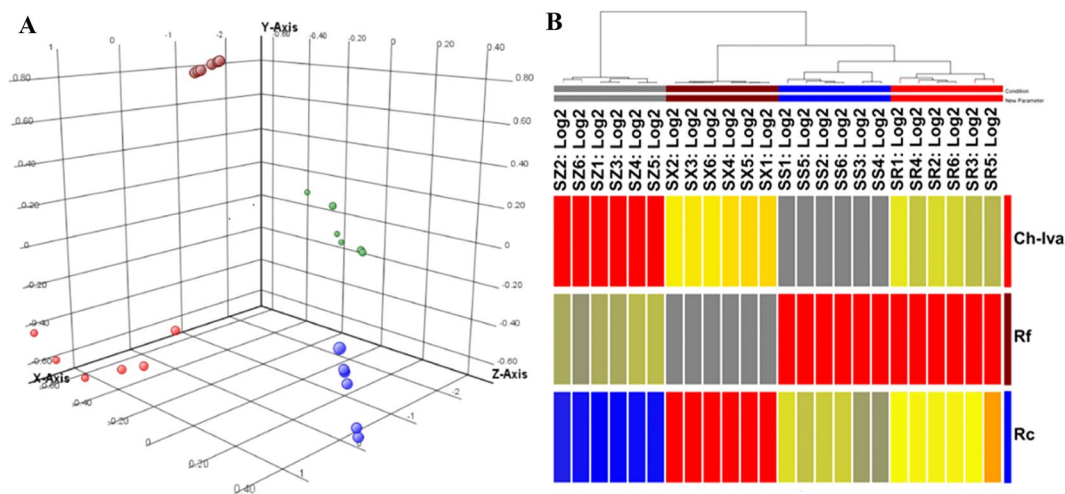 A
Y-Axis
1
0
-1
-2
-0.60
-0.40
-0.20
0
0.20
0.40
0.80
0.60
0.40
0.20
0
-0.20
-0.40
-0.60
0.80
0.60
0.40
0.20
0
-0.20
-0.40
-0.60
X-Axis
Z-Axis
-0.60
-0.40
-0.20
0
0.20
0.40
-2
-1
0
1
B
Condition
New Parameter
SZ2: Log2
SZ6: Log2
SZ1: Log2
SZ3: Log2
SZ4: Log2
SZ5: Log2
SX2: Log2
SX3: Log2
SX6: Log2
SX4: Log2
SX5: Log2
SX1: Log2
SS1: Log2
SS5: Log2
SS2: Log2
SS6: Log2
SS3: Log2
SS4: Log2
SR1: Log2
SR4: Log2
SR2: Log2
SR6: Log2
SR3: Log2
SR5: Log2
Ch-Iva
Rf
Rc